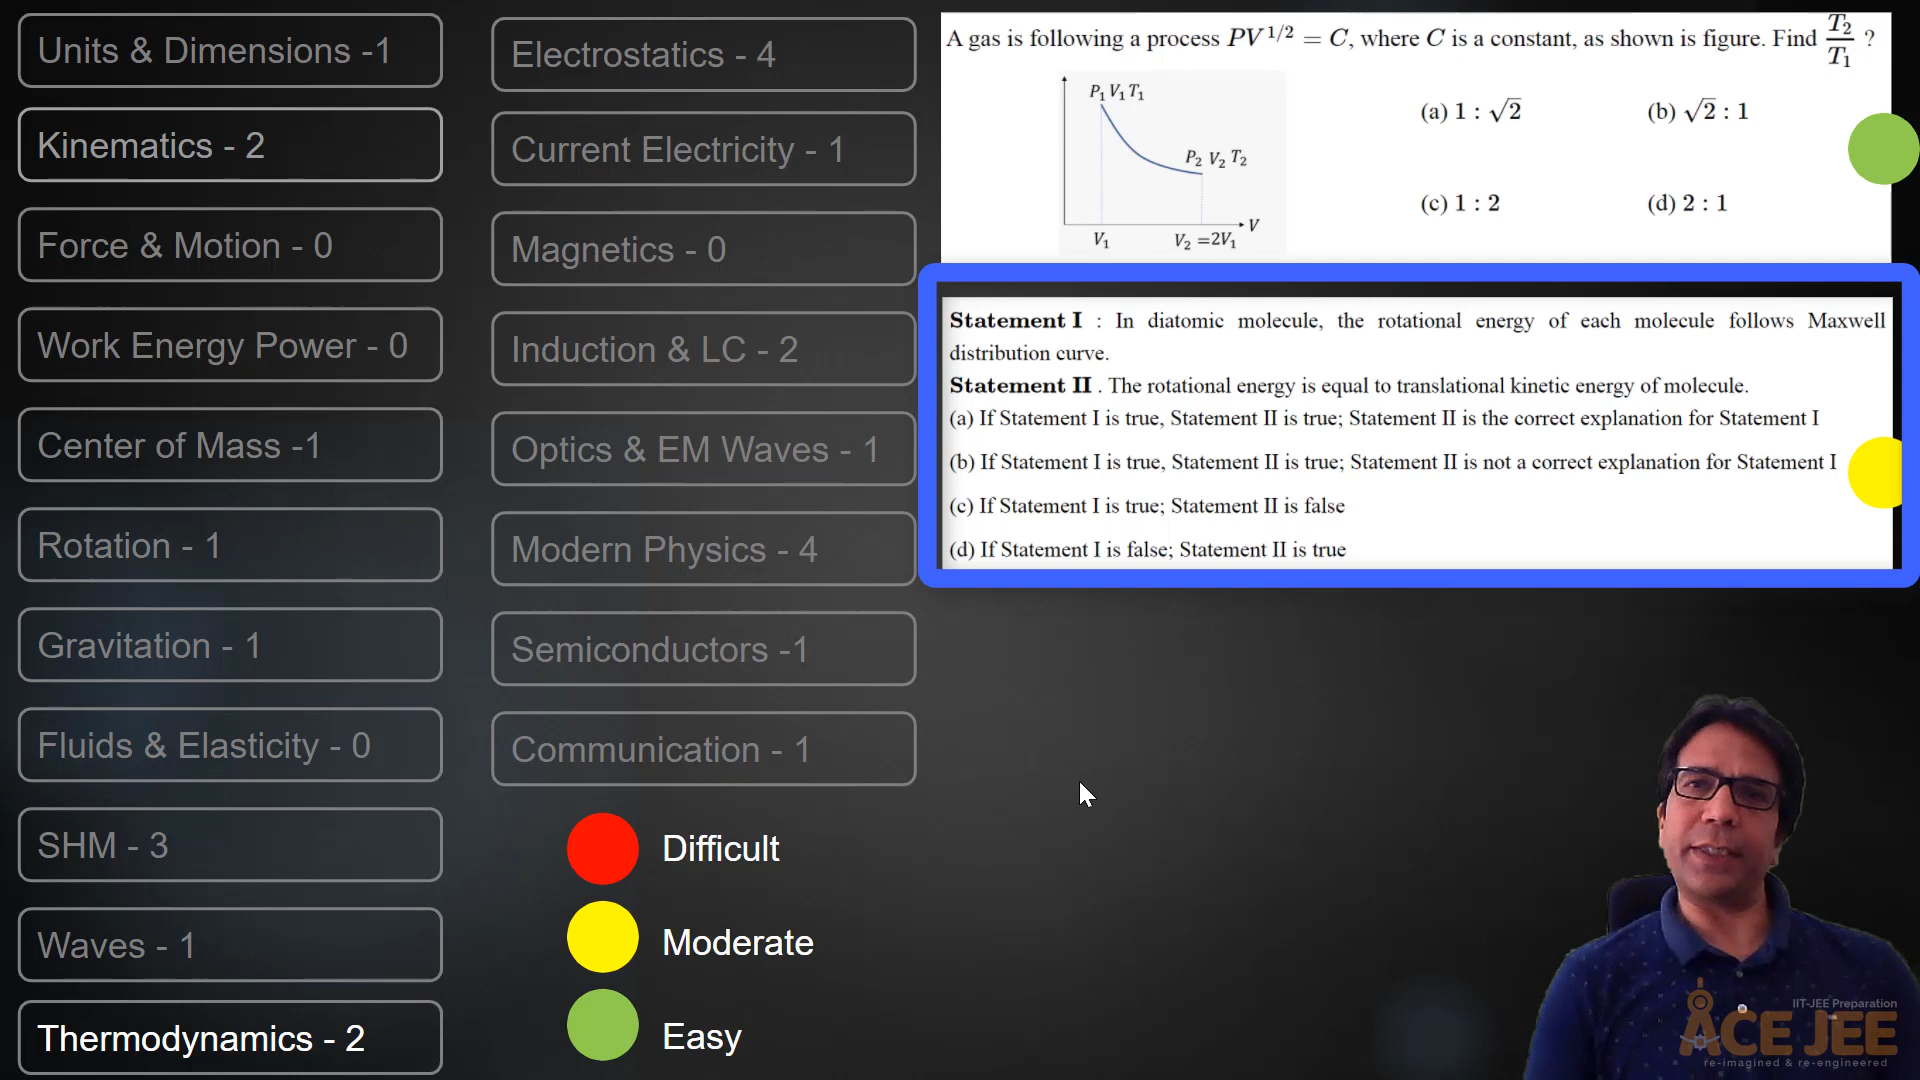 Units & Dimensions -1
Kinematics - 2
Force & Motion - 0
Work Energy Power - 0
Center of Mass -1
Rotation - 1
Gravitation - 1
Fluids & Elasticity - 0
SHM - 3
Waves - 1
Thermodynamics - 2
Electrostatics - 4
Current Electricity - 1
Magnetics - 0
Induction & LC - 2
Optics & EM Waves - 1
Modern Physics - 4
Semiconductors -1
Communication - 1
Difficult
Moderate
Easy
A gas is following a process PV^{1/2} = C, where C is a constant, as shown is figure. Find T₂/T₁ ?
P₁ V₁ T₁
P₂ V₂ T₂
V
V₁
V₂ =2V₁
(a) 1 : √2
(b) √2 : 1
(c) 1 : 2
(d) 2 : 1
Statement I : In diatomic molecule, the rotational energy of each molecule follows Maxwell
distribution curve.
Statement II . The rotational energy is equal to translational kinetic energy of molecule.
(a) If Statement I is true, Statement II is true; Statement II is the correct explanation for Statement I
(b) If Statement I is true, Statement II is true; Statement II is not a correct explanation for Statement I
(c) If Statement I is true; Statement II is false
(d) If Statement I is false; Statement II is true
IIT-JEE Preparation
ACE JEE
re-imagined & re-engineered